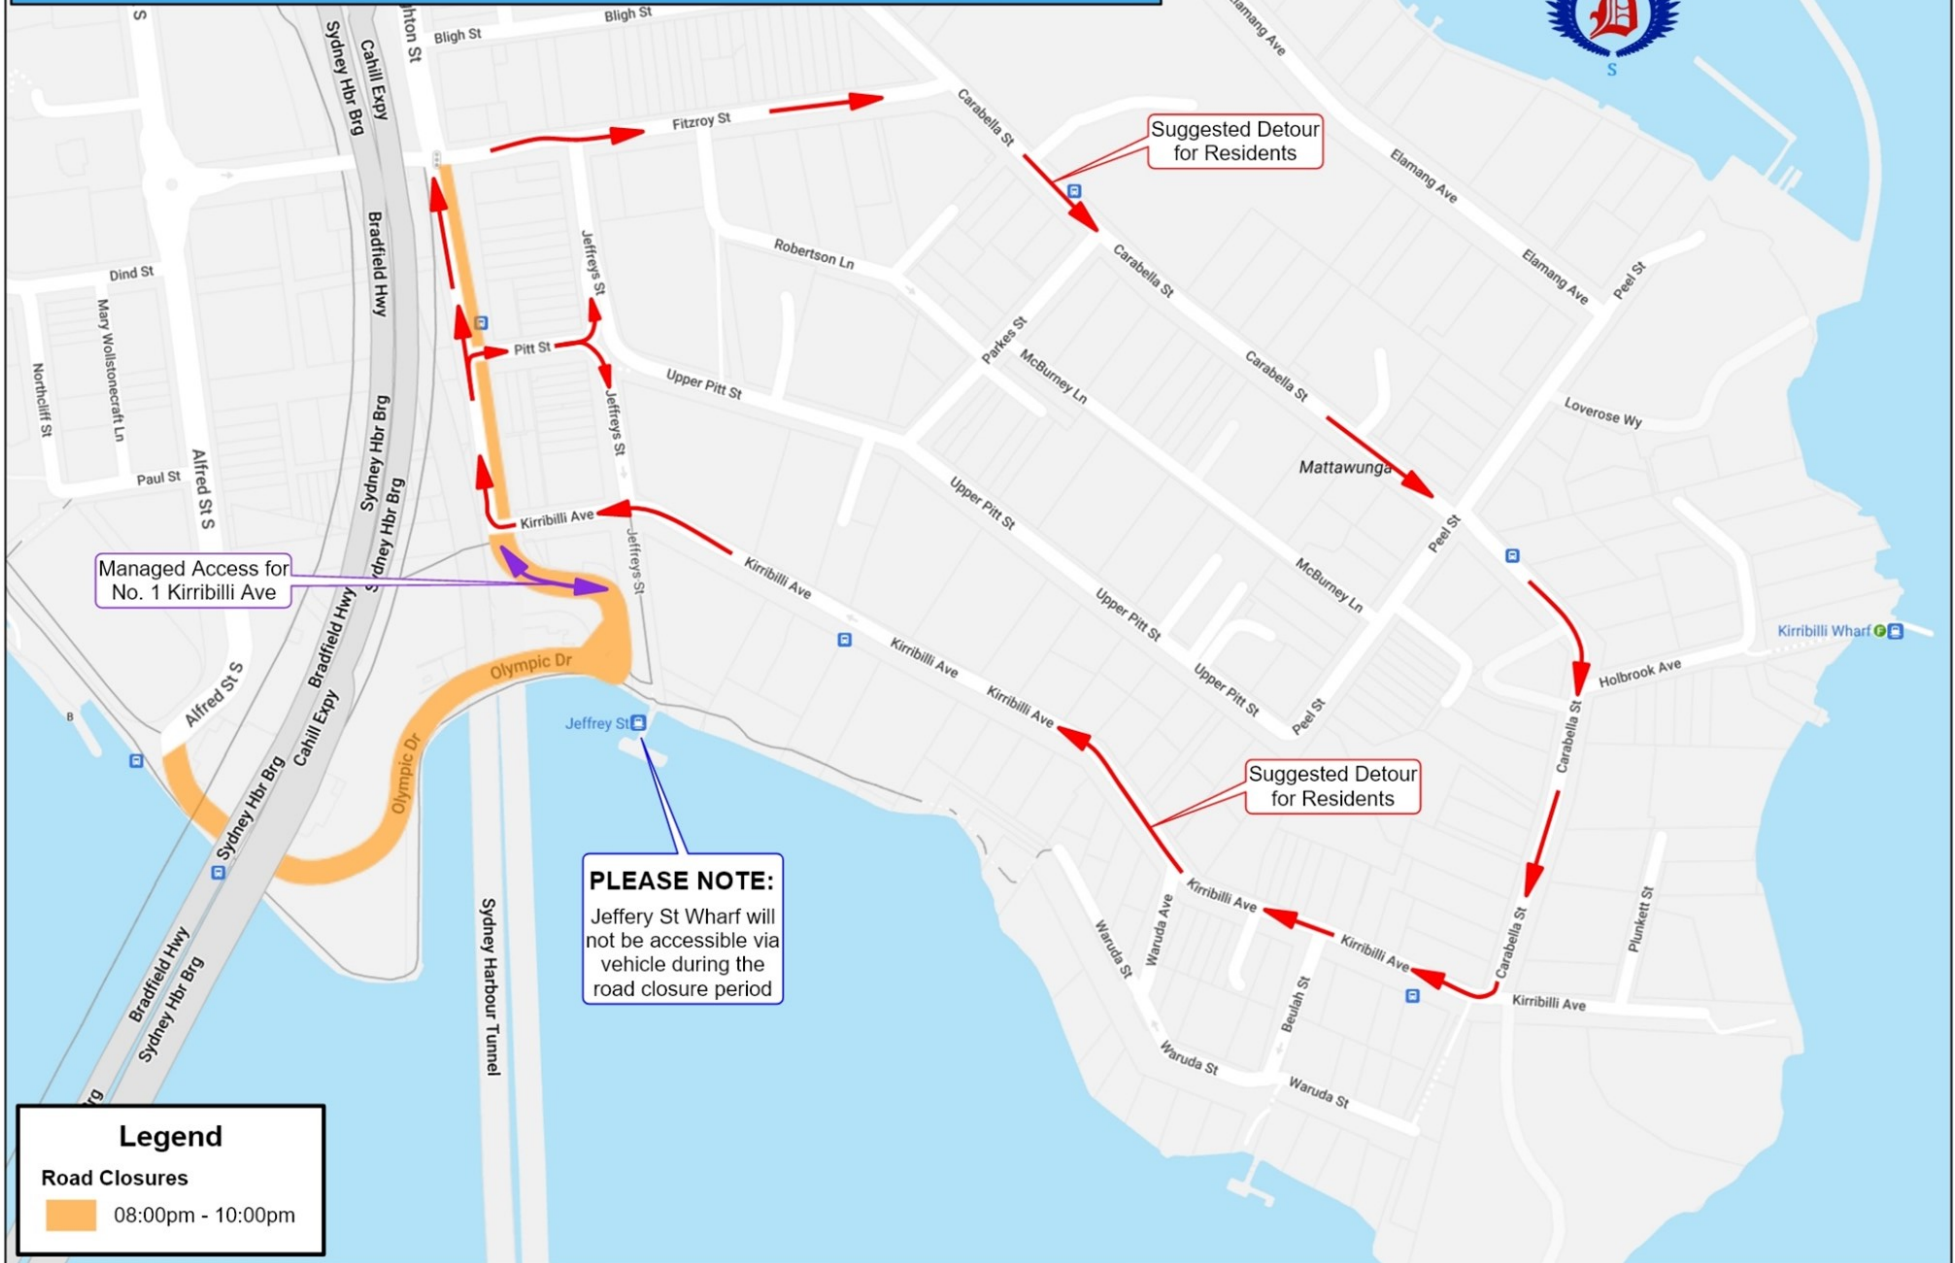 S
Sydney Hbr Brg
Cahill Expy
ghton St
Bligh St
Bligh St
Elamang Ave
D
S
Fitzroy St
Carabella St
Suggested Detour
for Residents
Elamang Ave
Bradfield Hwy
Jeffreys St
Robertson Ln
Carabella St
Elamang Ave
Peel St
Dind St
Mary Wollstonecraft Ln
Northcliff St
Pitt St
Parkes St
McBurney Ln
Upper Pitt St
Carabella St
Loverose Wy
Jeffreys St
Sydney Hbr Brg
Mattawunga
Paul St
Alfred St S
Sydney Hbr Brg
Upper Pitt St
Kirribilli Ave
Peel St
Jeffreys St
Managed Access for
No. 1 Kirribilli Ave
Kirribilli Ave
McBurney Ln
Upper Pitt St
Bradfield Hwy
Kirribilli Wharf
F
Kirribilli Ave
Olympic Dr
Holbrook Ave
Upper Pitt St
Alfred St S
Kirribilli Ave
Peel St
B
Jeffrey St
Cahill Expy
Carabella St
Olympic Dr
Suggested Detour
for Residents
Sydney Hbr Brg
PLEASE NOTE:
Jeffery St Wharf will
not be accessible via
vehicle during the
road closure period
Kirribilli Ave
Waruda Ave
Waruda St
Plunkett St
Carabella St
Kirribilli Ave
Sydney Harbour Tunnel
Bradfield Hwy
Sydney Hbr Brg
Beulah St
Kirribilli Ave
Waruda St
Waruda St
rg
Legend
Road Closures
08:00pm - 10:00pm